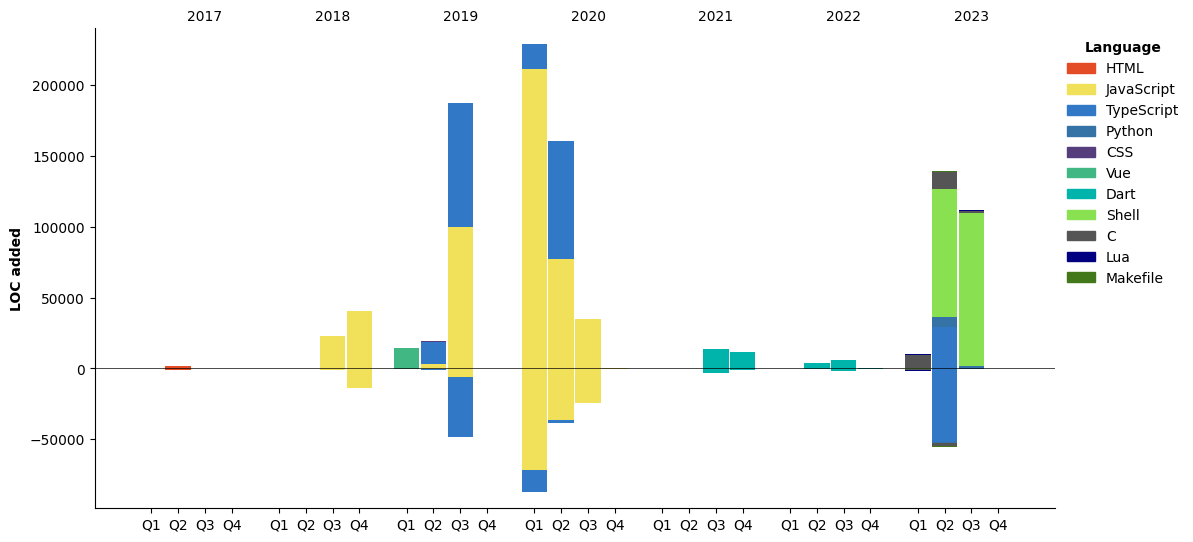 2017 2018 2019 2020 2021 2022 2023
Language
HTML
JavaScript
TypeScript
Python
CSS
Vue
Dart
Shell
C
Lua
Makefile
LOC added
200000
150000
100000
50000
0
−50000
Q1 Q2 Q3 Q4 Q1 Q2 Q3 Q4 Q1 Q2 Q3 Q4 Q1 Q2 Q3 Q4 Q1 Q2 Q3 Q4 Q1 Q2 Q3 Q4 Q1 Q2 Q3 Q4